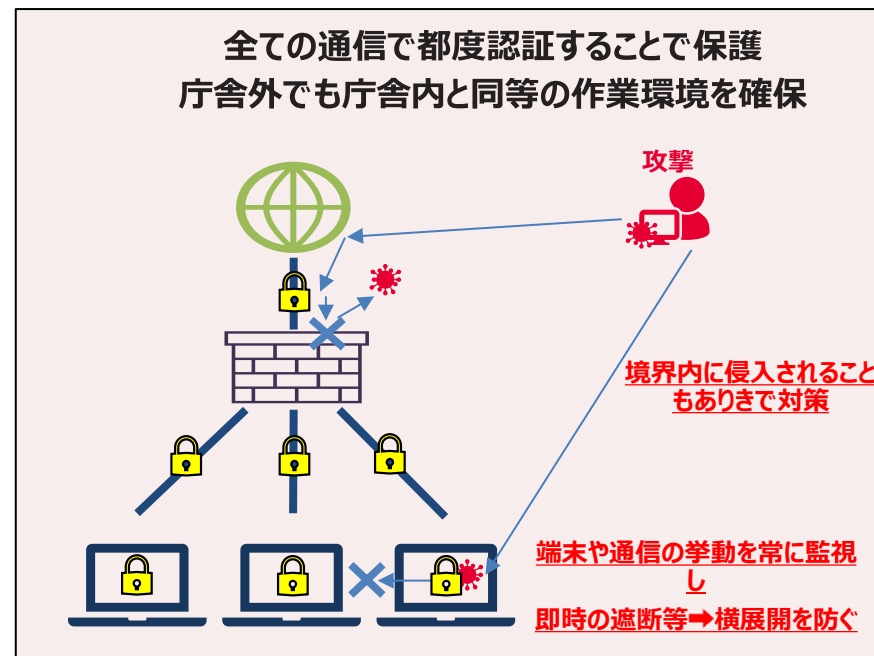 全ての通信で都度認証することで保護
庁舎外でも庁舎内と同等の作業環境を確保
攻撃
境界内に侵入されること
もありきで対策
端末や通信の挙動を常に監視
し
即時の遮断等➡横展開を防ぐ